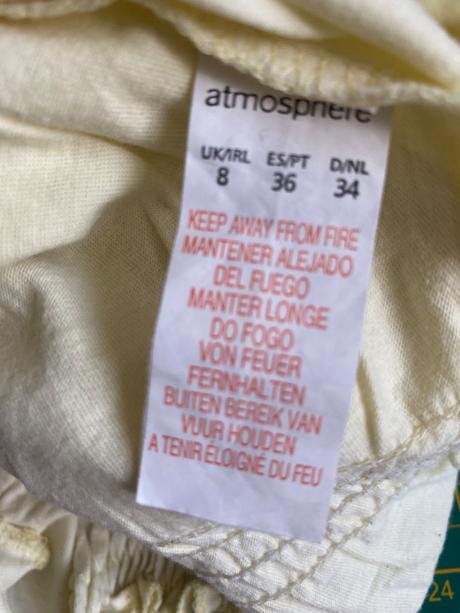 atmosphere
UK/IRL ES/PT D/NL
8 36 34
KEEP AWAY FROM FIRE
MANTENER ALEJADO
DEL FUEGO
MANTER LONGE
DO FOGO
VON FEUER
FERNHALTEN
BUITEN BEREIK VAN
VUUR HOUDEN
A TENIR ÉLOIGNÉ DU FEU
24